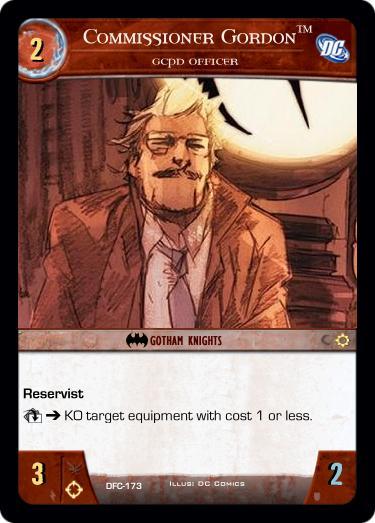 2
Commissioner Gordon™
GCPD OFFICER
DC
GOTHAM KNIGHTS
Reservist
➔ KO target equipment with cost 1 or less.
3
DFC-173
Illus: DC Comics
2